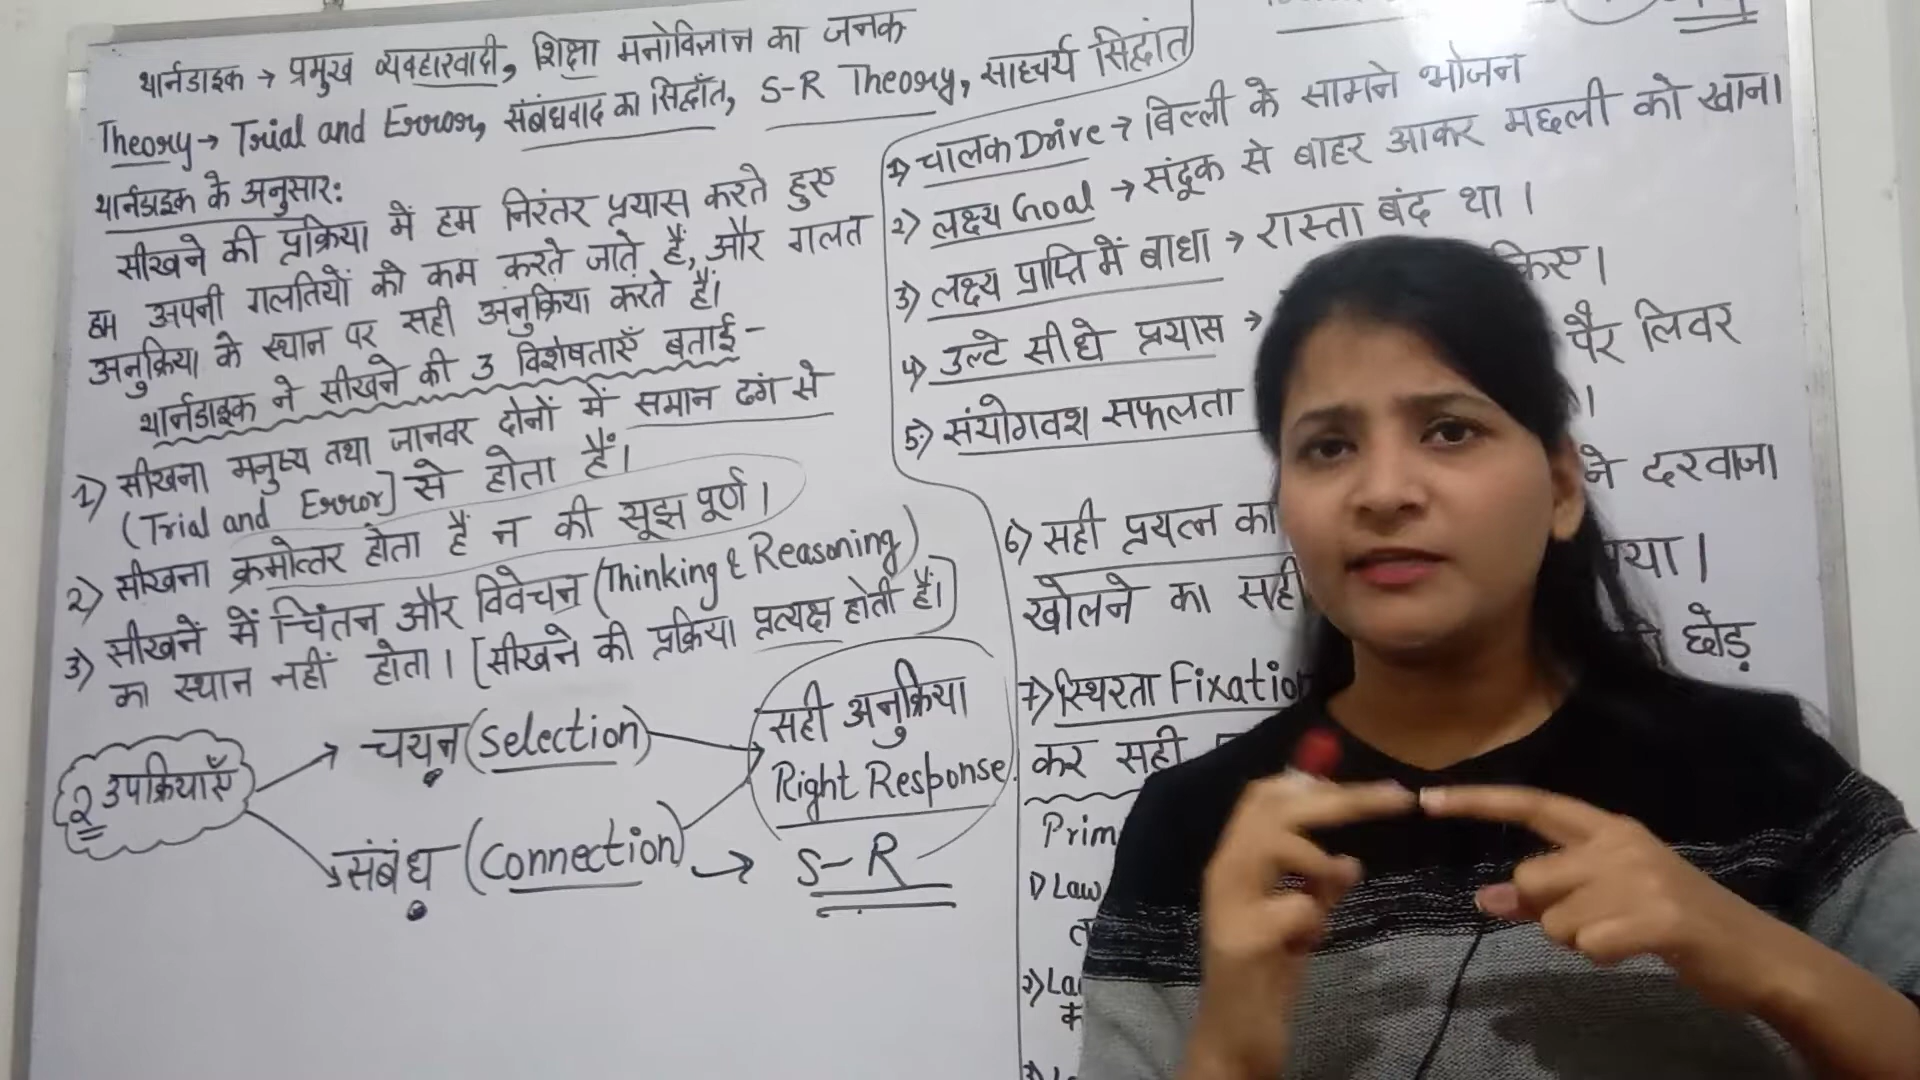 थार्नडाइक → प्रमुख व्यवहारवादी, शिक्षा मनोविज्ञान का जनक
Theory → Trial and Error, संबंधवाद का सिद्धाँत, S-R Theory, साहचर्य सिद्धांत
थार्नडाइक के अनुसार:
सीखने की प्रक्रिया में हम निरंतर प्रयास करते हुए
हम अपनी गलतियों को कम करते जाते हैं, और गलत
अनुक्रिया के स्थान पर सही अनुक्रिया करते हैं।
थार्नडाइक ने सीखने की 3 विशेषताएँ बताई -
1) सीखना मनुष्य तथा जानवर दोनों में समान ढंग से
(Trial and Error] से होता हैं।
2) सीखना क्रमोत्तर होता हैं न की सूझ पूर्ण।
3) सीखनें में चिंतन और विवेचन (Thinking & Reasoning)
का स्थान नहीं होता। [सीखने की प्रक्रिया प्रत्यक्ष होती हैं।]
2 उपक्रियाएँ
→ चयन (Selection)
→ संबंध (Connection) → S-R
सही अनुक्रिया
Right Response
1) चालक Drive → बिल्ली के सामने भोजन
2) लक्ष्य Goal → संदूक से बाहर आकर मछली को खाना
3) लक्ष्य प्राप्ति में बाधा → रास्ता बंद था।
4) उल्टे सीधे प्रयास → किए।
5) संयोगवश सफलता पैर लिवर
6) सही प्रयत्न का ने दरवाजा
खोलने का सही
7) स्थिरता Fixation छोड़
कर सही
Prim
1) Law
2) La